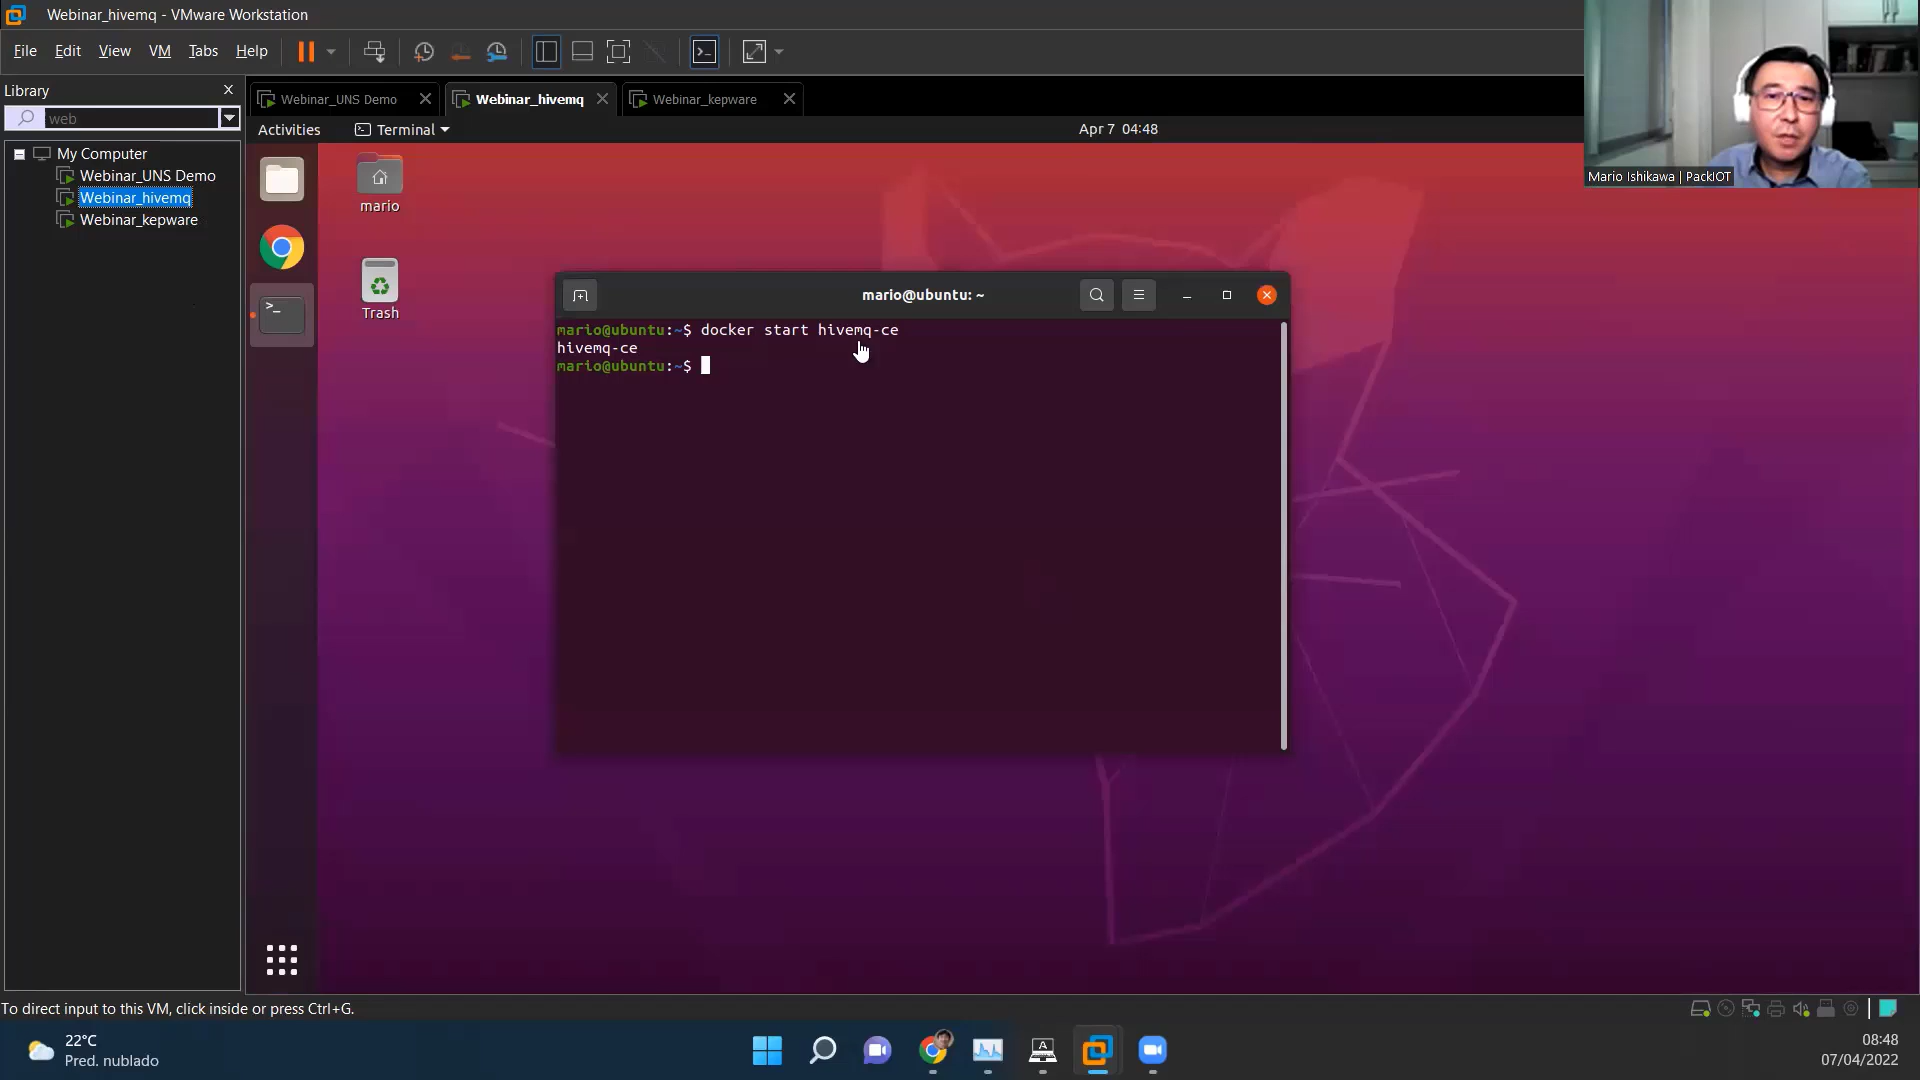 Webinar_hivemq - VMware Workstation
File Edit View VM Tabs Help
Library
web
My Computer
Webinar_UNS Demo
Webinar_hivemq
Webinar_kepware
Webinar_UNS Demo
Webinar_hivemq
Webinar_kepware
Activities
Terminal
Apr 7 04:48
mario
Trash
mario@ubuntu: ~
mario@ubuntu:~$ docker start hivemq-ce
hivemq-ce
mario@ubuntu:~$
Mario Ishikawa | PackIOT
To direct input to this VM, click inside or press Ctrl+G.
22°C
Pred. nublado
08:48
07/04/2022